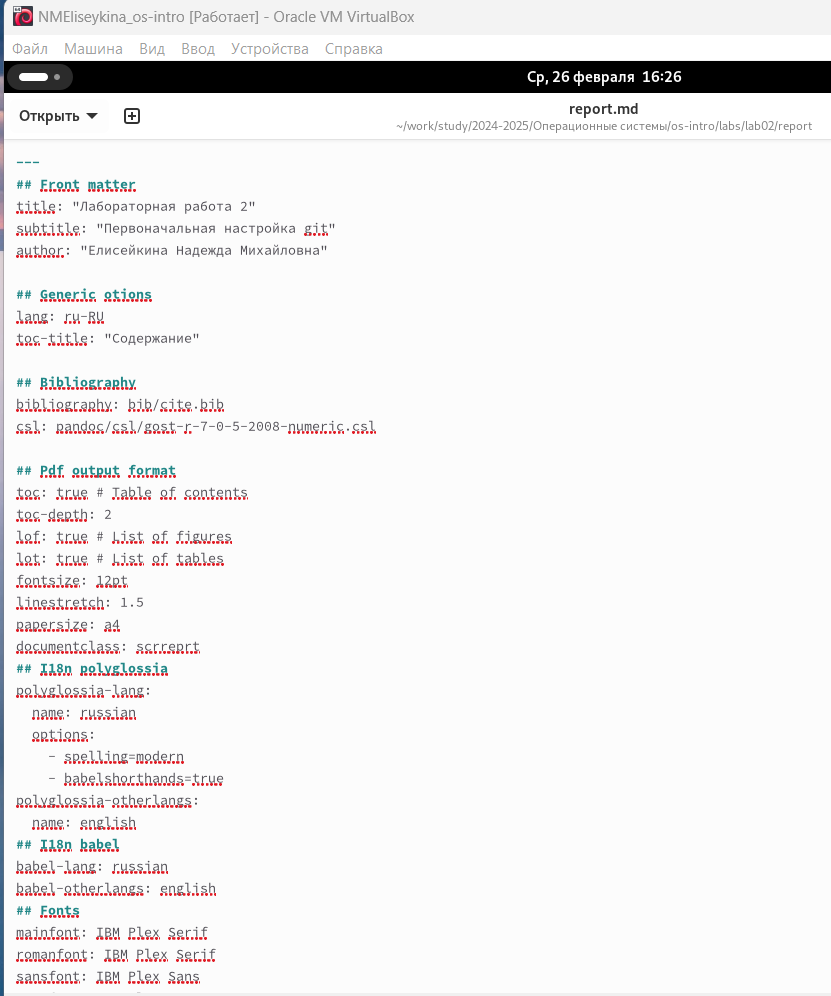 NMEliseykina_os-intro [Работает] - Oracle VM VirtualBox
Файл Машина Вид Ввод Устройства Справка
Ср, 26 февраля 16:26
Открыть
report.md
~/work/study/2024-2025/Операционные системы/os-intro/labs/lab02/report
---
## Front matter
title: "Лабораторная работа 2"
subtitle: "Первоначальная настройка git"
author: "Елисейкина Надежда Михайловна"
## Generic otions
lang: ru-RU
toc-title: "Содержание"
## Bibliography
bibliography: bib/cite.bib
csl: pandoc/csl/gost-r-7-0-5-2008-numeric.csl
## Pdf output format
toc: true # Table of contents
toc-depth: 2
lof: true # List of figures
lot: true # List of tables
fontsize: 12pt
linestretch: 1.5
papersize: a4
documentclass: scrreprt
## I18n polyglossia
polyglossia-lang:
  name: russian
  options:
    - spelling=modern
    - babelshorthands=true
polyglossia-otherlangs:
  name: english
## I18n babel
babel-lang: russian
babel-otherlangs: english
## Fonts
mainfont: IBM Plex Serif
romanfont: IBM Plex Serif
sansfont: IBM Plex Sans